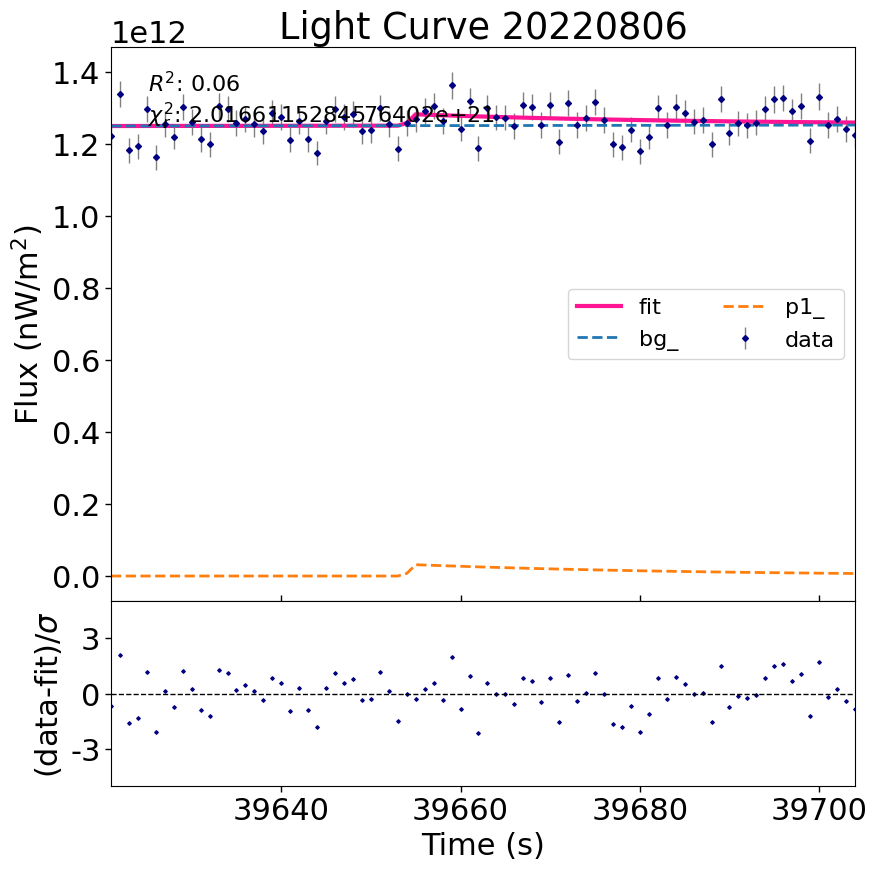 Light Curve 20220806
1e12
R²: 0.06
χ²: 2.0166115284576402e+21
1.4
1.2
1.0
0.8
0.6
0.4
0.2
0.0
Flux (nW/m²)
fit
p1_
bg_
data
3
0
-3
(data-fit)/σ
39640
39660
39680
39700
Time (s)